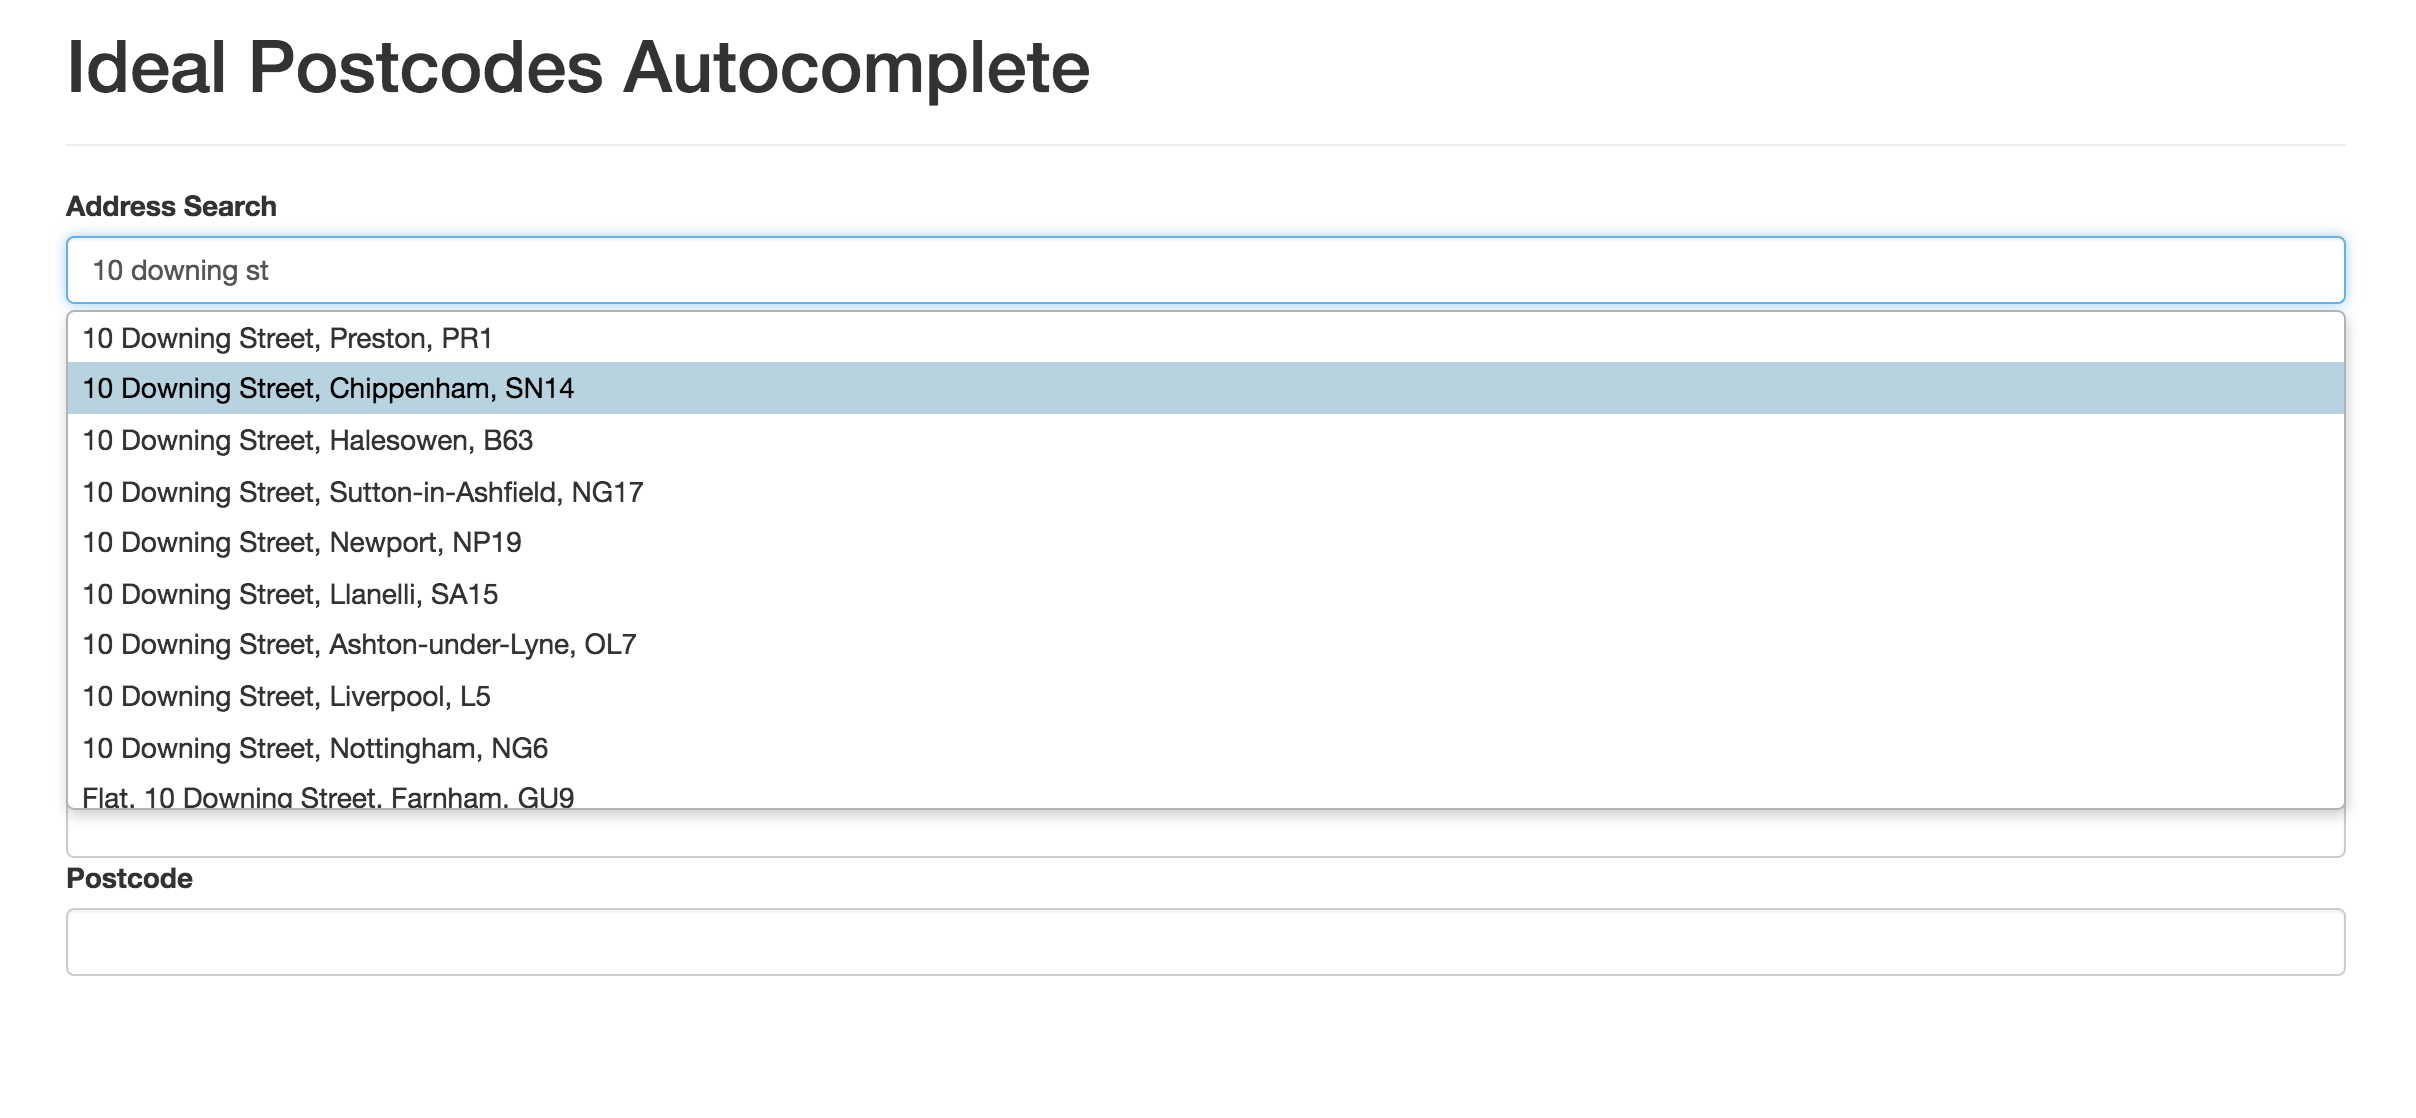 Ideal Postcodes Autocomplete
Address Search
10 downing st
10 Downing Street, Preston, PR1
10 Downing Street, Chippenham, SN14
10 Downing Street, Halesowen, B63
10 Downing Street, Sutton-in-Ashfield, NG17
10 Downing Street, Newport, NP19
10 Downing Street, Llanelli, SA15
10 Downing Street, Ashton-under-Lyne, OL7
10 Downing Street, Liverpool, L5
10 Downing Street, Nottingham, NG6
Flat, 10 Downing Street, Farnham, GU9
Postcode